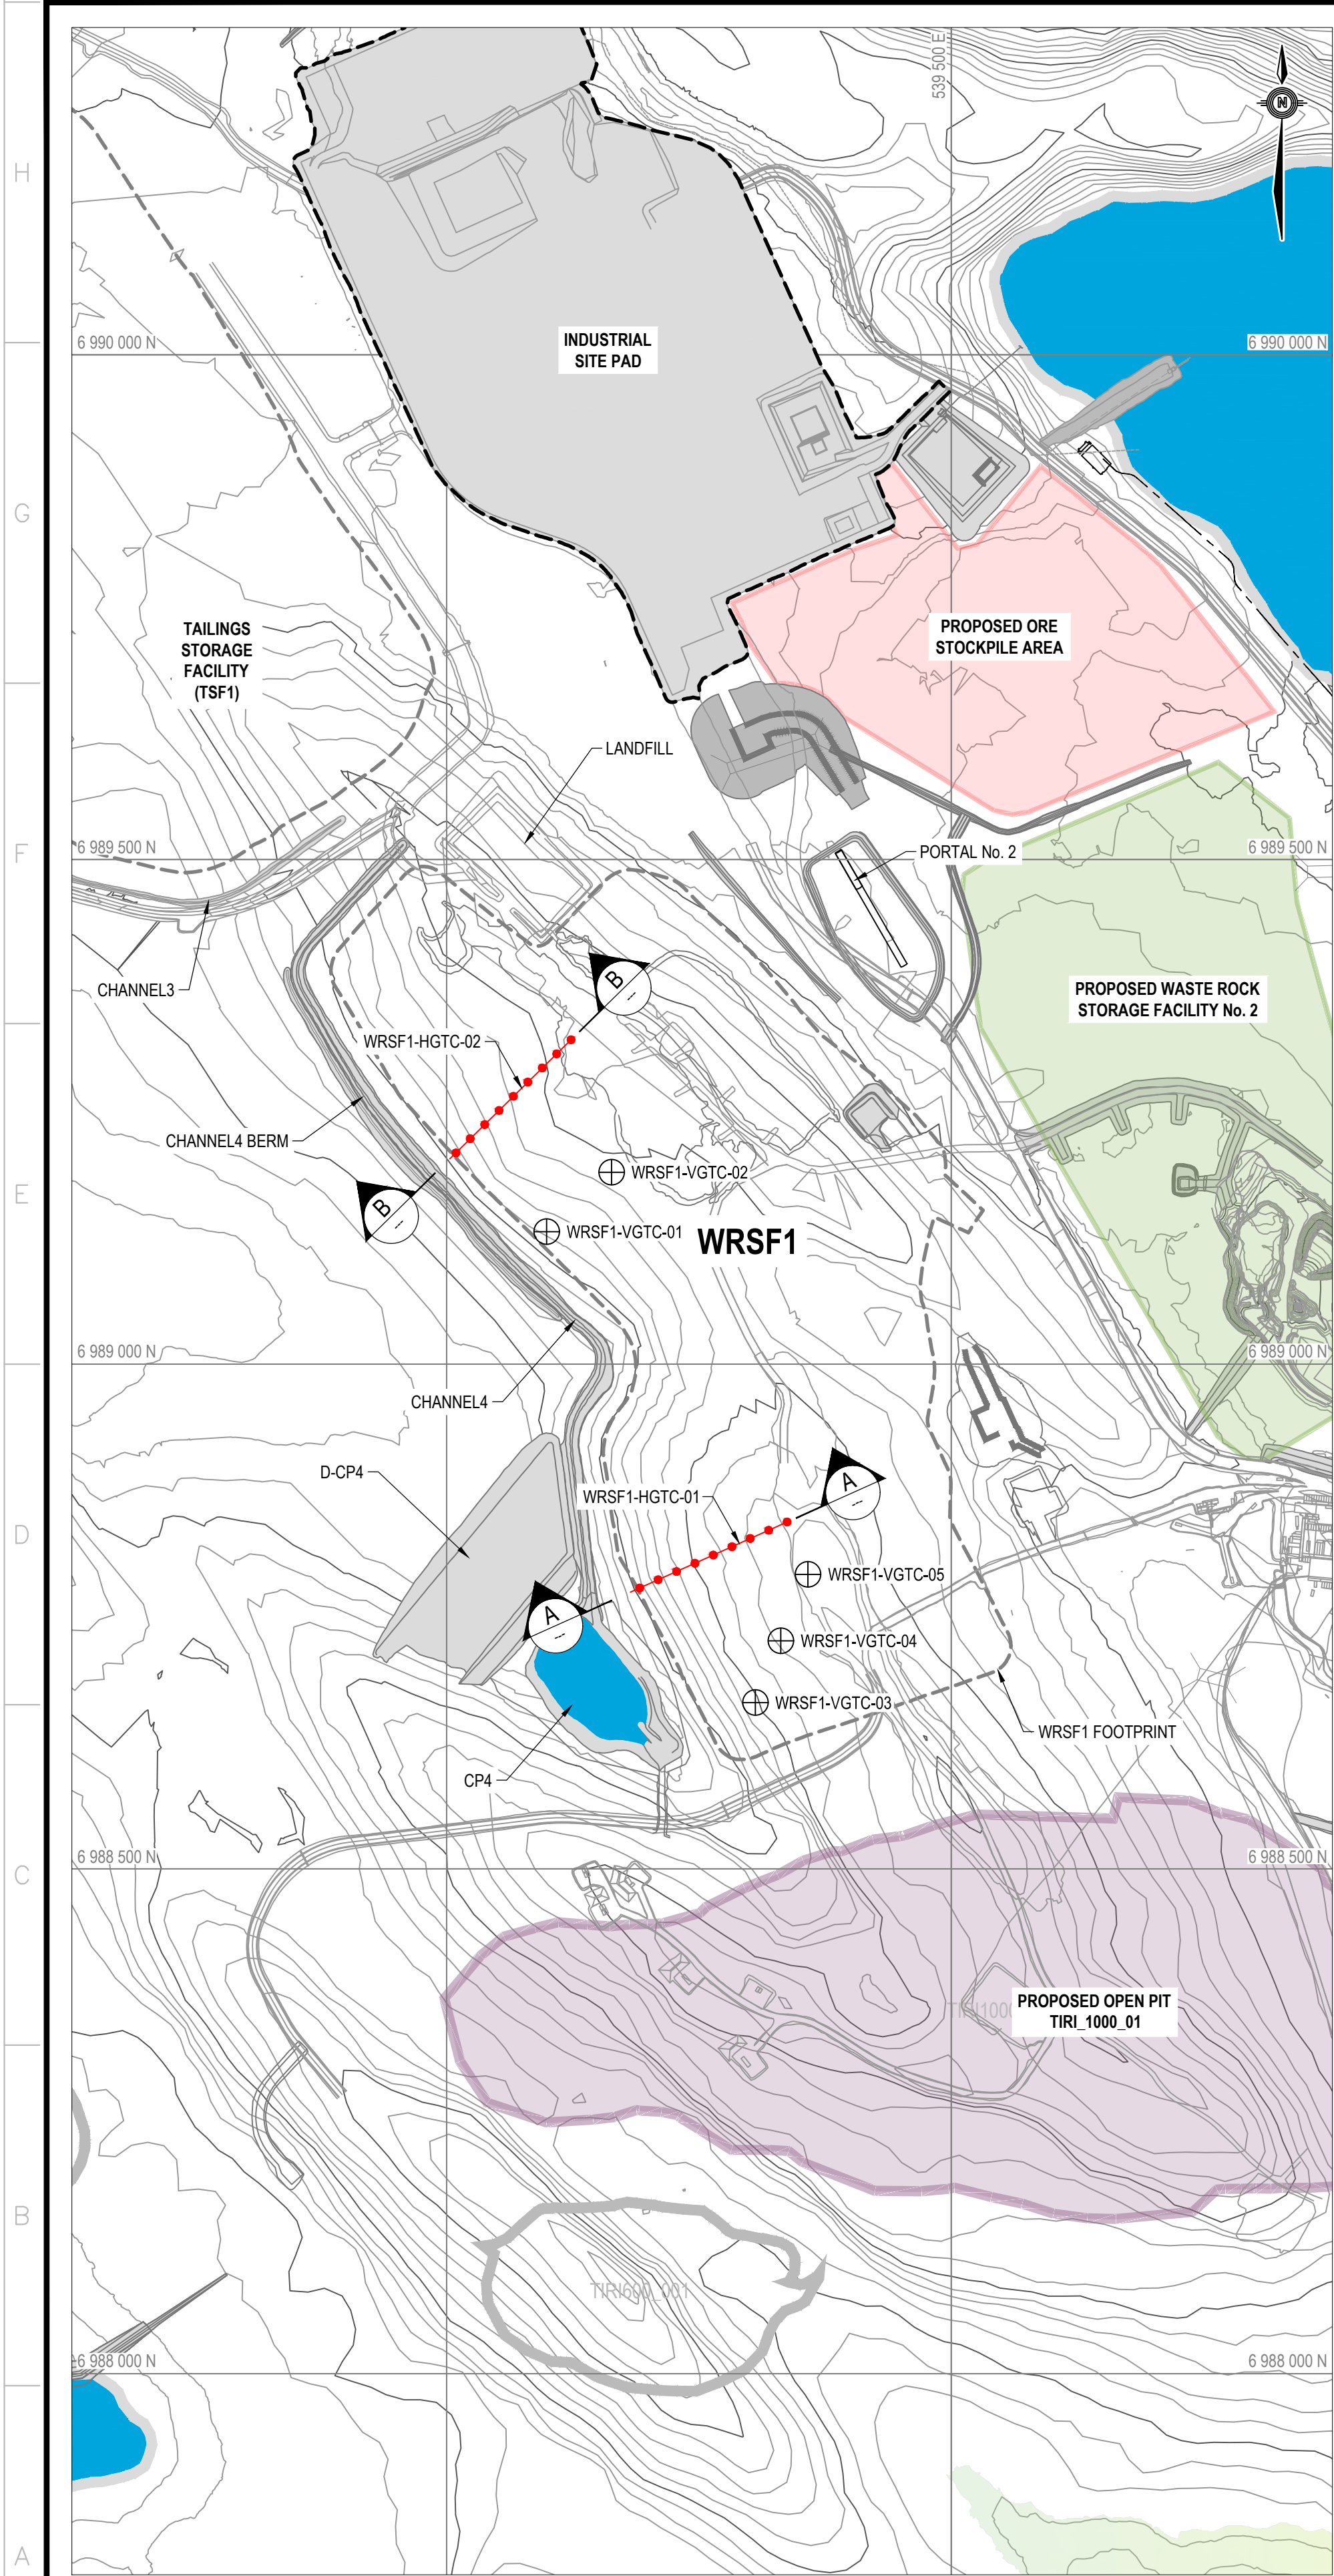 539 500 E
N
H
INDUSTRIAL
SITE PAD
6 990 000 N
6 990 000 N
G
TAILINGS
STORAGE
FACILITY
(TSF1)
PROPOSED ORE
STOCKPILE AREA
LANDFILL
F
6 989 500 N
PORTAL No. 2
6 989 500 N
CHANNEL3
B
---
PROPOSED WASTE ROCK
STORAGE FACILITY No. 2
WRSF1-HGTC-02
CHANNEL4 BERM
WRSF1-VGTC-02
E
B
---
WRSF1-VGTC-01
WRSF1
6 989 000 N
6 989 000 N
CHANNEL4
D-CP4
WRSF1-HGTC-01
A
---
D
WRSF1-VGTC-05
A
---
WRSF1-VGTC-04
WRSF1-VGTC-03
WRSF1 FOOTPRINT
CP4
C
6 988 500 N
6 988 500 N
TIRI1000
PROPOSED OPEN PIT
TIRI_1000_01
B
TIRI600_001
6 988 000 N
6 988 000 N
A